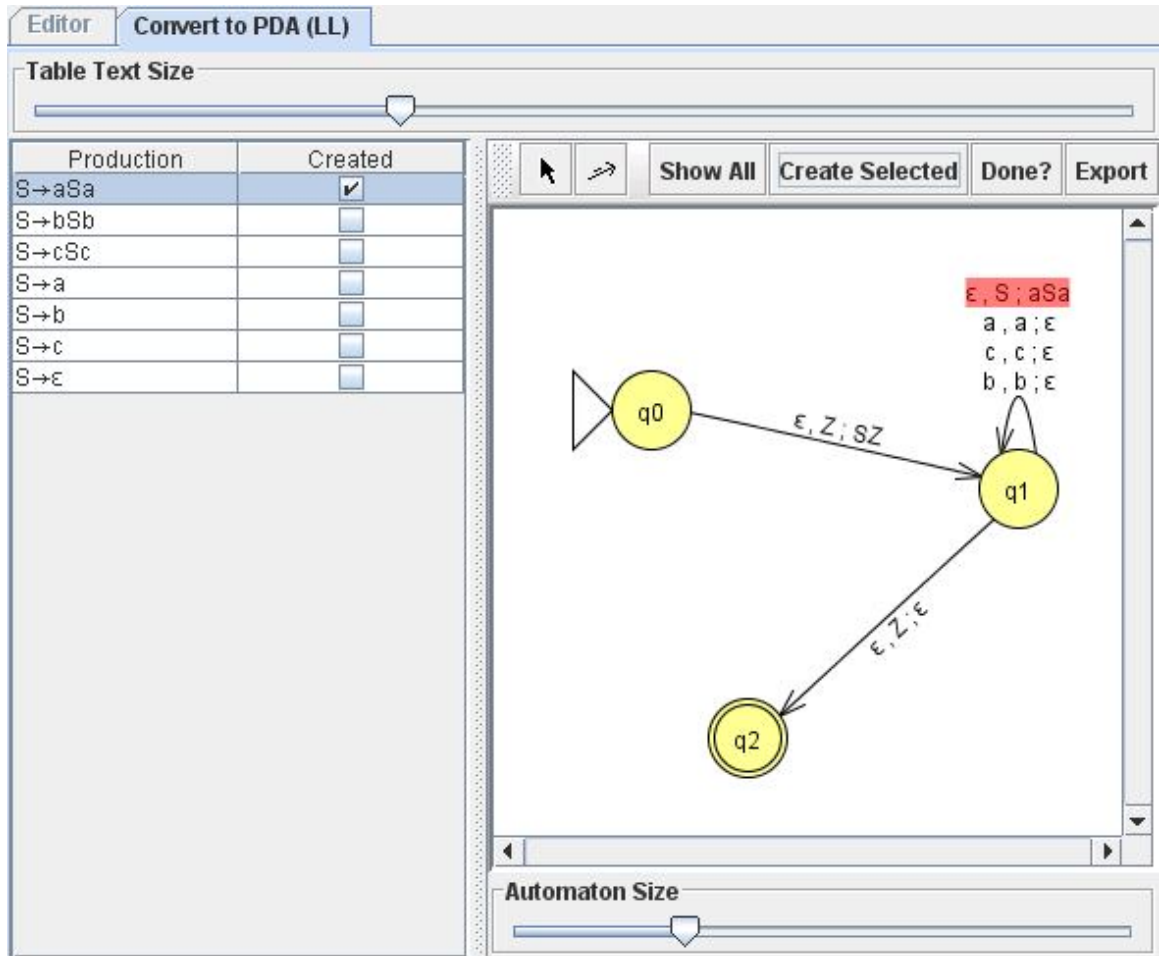 Editor Convert to PDA (LL)
Table Text Size
Production Created
S→aSa
S→bSb
S→cSc
S→a
S→b
S→c
S→ε
Show All Create Selected Done? Export
ε , S ; aSa
a , a ; ε
c , c ; ε
b , b ; ε
q0
ε , Z ; SZ
q1
ε , Z ; ε
q2
Automaton Size